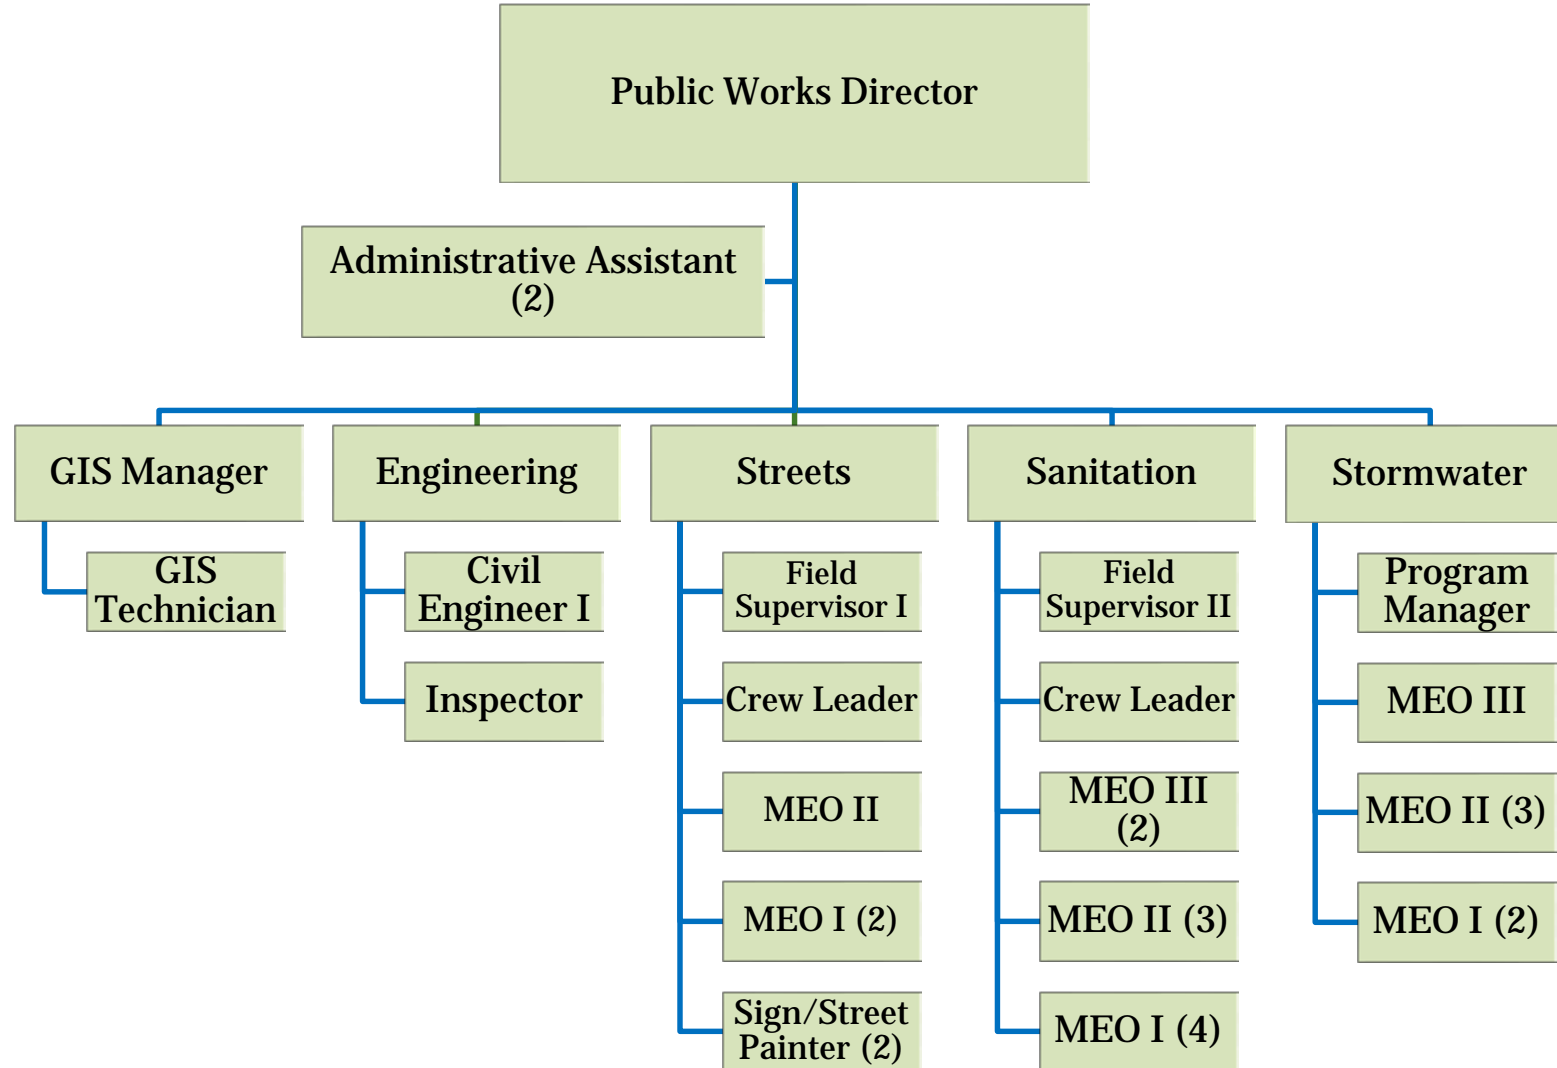 Public Works Director
Administrative Assistant
(2)
GIS Manager
Engineering
Streets
Sanitation
Stormwater
GIS
Technician
Civil
Engineer I
Inspector
Field
Supervisor I
Crew Leader
MEO II
MEO I (2)
Sign/Street
Painter (2)
Field
Supervisor II
Crew Leader
MEO III
(2)
MEO II (3)
MEO I (4)
Program
Manager
MEO III
MEO II (3)
MEO I (2)